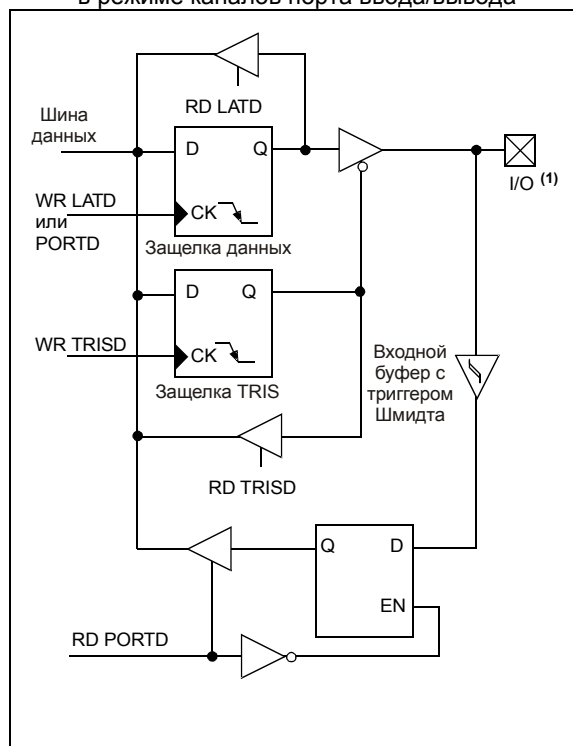 в режиме каналов порта ввода/вывода
RD LATD
Шина
данных
D
Q
I/O (1)
WR LATD
или
PORTD
CK
Защелка данных
D
Q
WR TRISD
CK
Защелка TRIS
Входной
буфер с
триггером
Шмидта
RD TRISD
Q
D
EN
RD PORTD